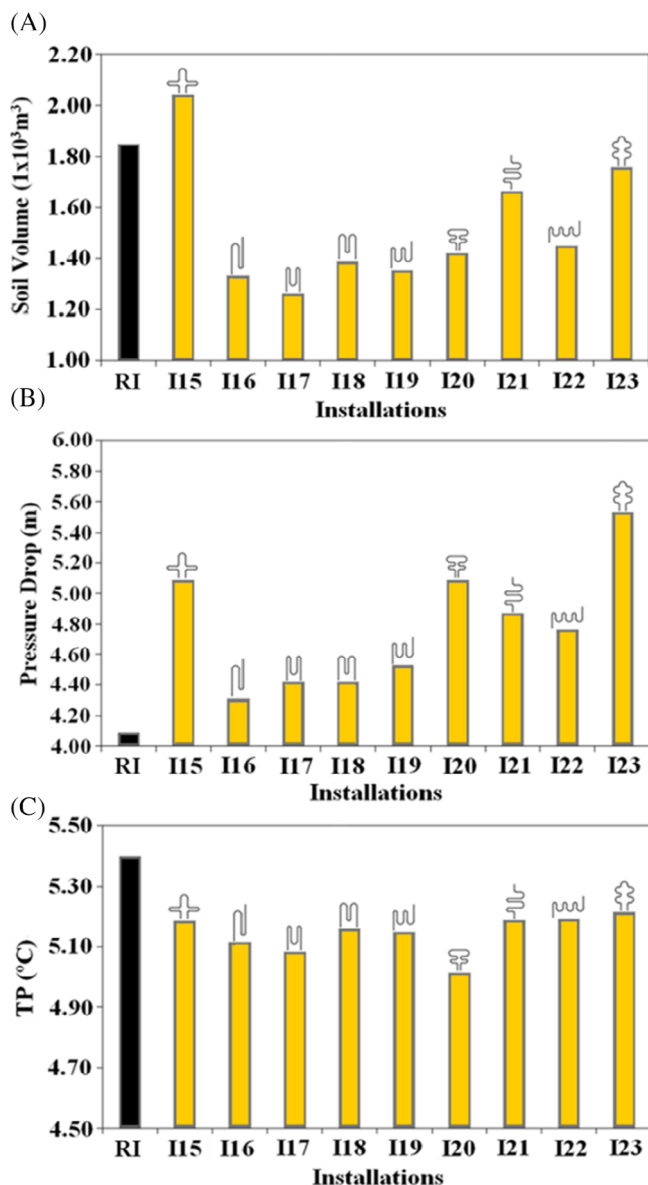 (A)
Soil Volume (1x10³m³)
2.20
2.00
1.80
1.60
1.40
1.20
1.00
RI I15 I16 I17 I18 I19 I20 I21 I22 I23
Installations
(B)
Pressure Drop (m)
6.00
5.80
5.60
5.40
5.20
5.00
4.80
4.60
4.40
4.20
4.00
RI I15 I16 I17 I18 I19 I20 I21 I22 I23
Installations
(C)
TP (°C)
5.50
5.30
5.10
4.90
4.70
4.50
RI I15 I16 I17 I18 I19 I20 I21 I22 I23
Installations